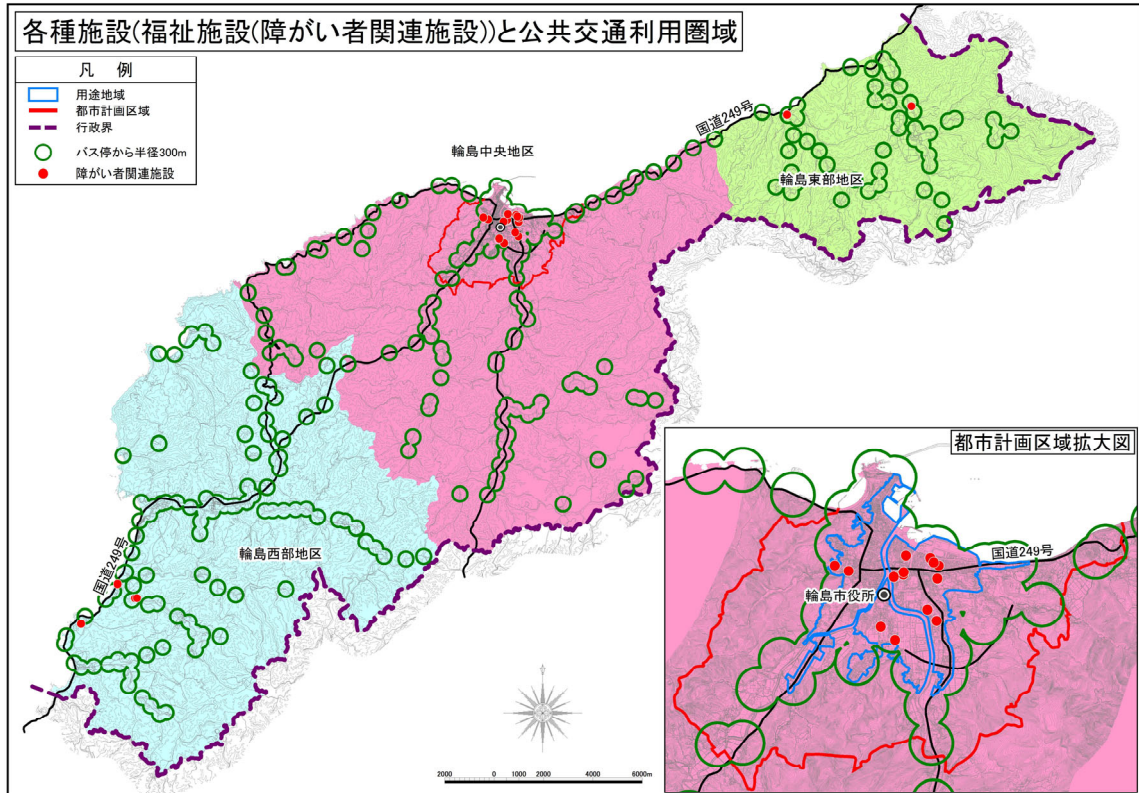 各種施設(福祉施設(障がい者関連施設))と公共交通利用圏域
凡 例
用途地域
都市計画区域
行政界
バス停から半径300m
障がい者関連施設
国道249号
輪島中央地区
輪島東部地区
輪島西部地区
国道249号
2000 0 2000 4000 6000m
都市計画区域拡大図
国道249号
輪島市役所